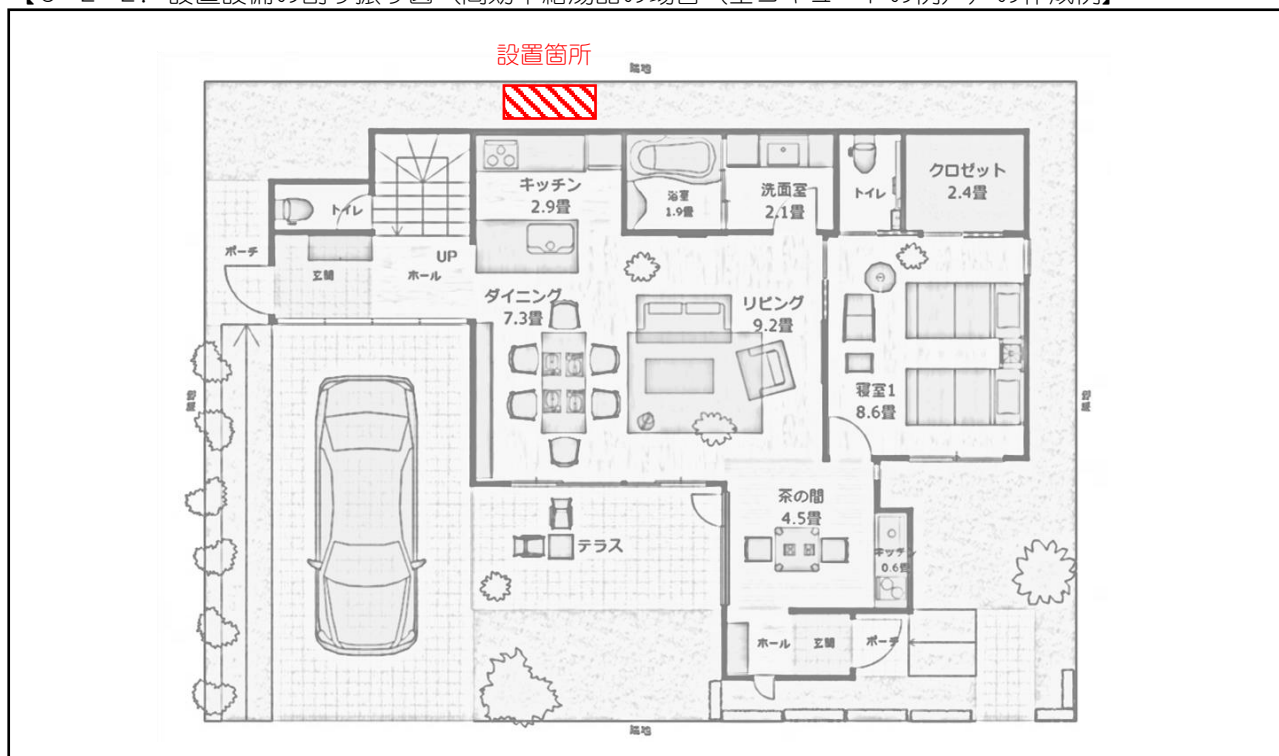 設置箇所
隣地
キッチン
2.9畳
浴室
1.9畳
洗面室
2.1畳
トイレ
クロゼット
2.4畳
トイレ
ポーチ
玄関
ホール
UP
ダイニング
7.3畳
リビング
9.2畳
寝室1
8.6畳
茶の間
4.5畳
キッチン
0.6畳
テラス
ホール
玄関
ポーチ
隣地